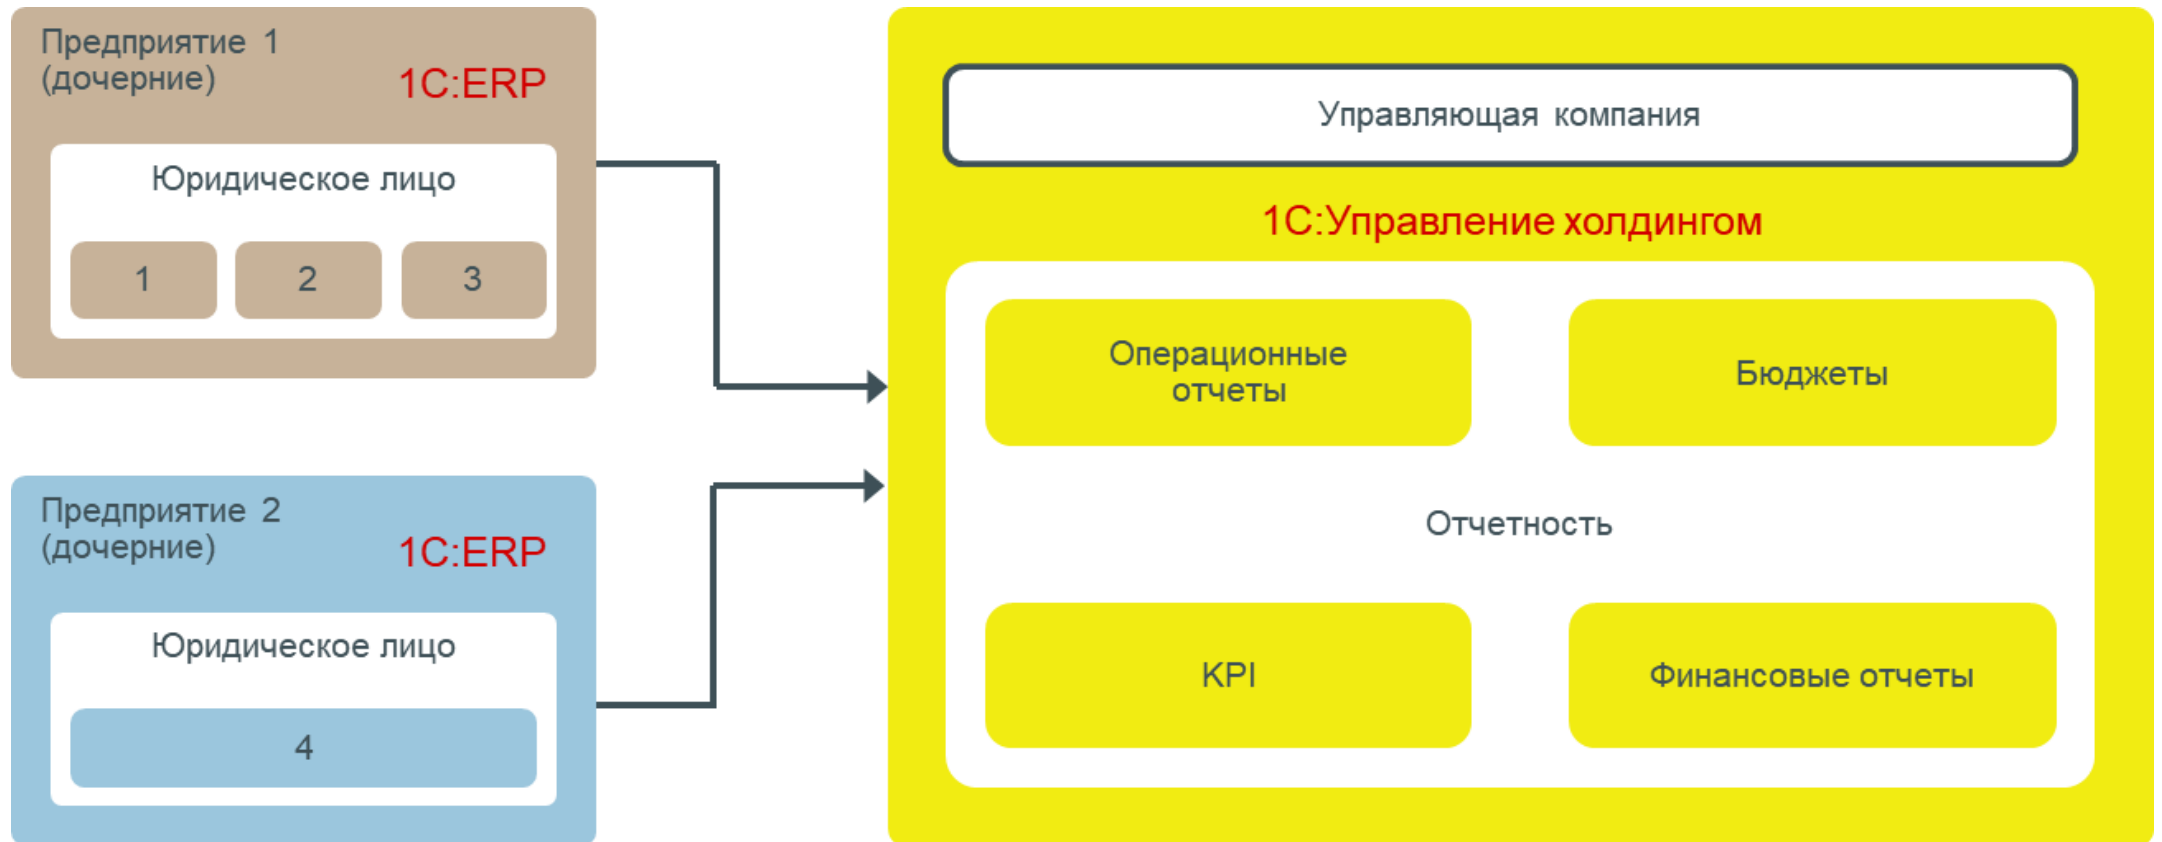 Предприятие 1
(дочерние)
1С:ERP
Юридическое лицо
1
2
3
Предприятие 2
(дочерние)
1С:ERP
Юридическое лицо
4
Управляющая компания
1С:Управление холдингом
Операционные
отчеты
Бюджеты
Отчетность
KPI
Финансовые отчеты